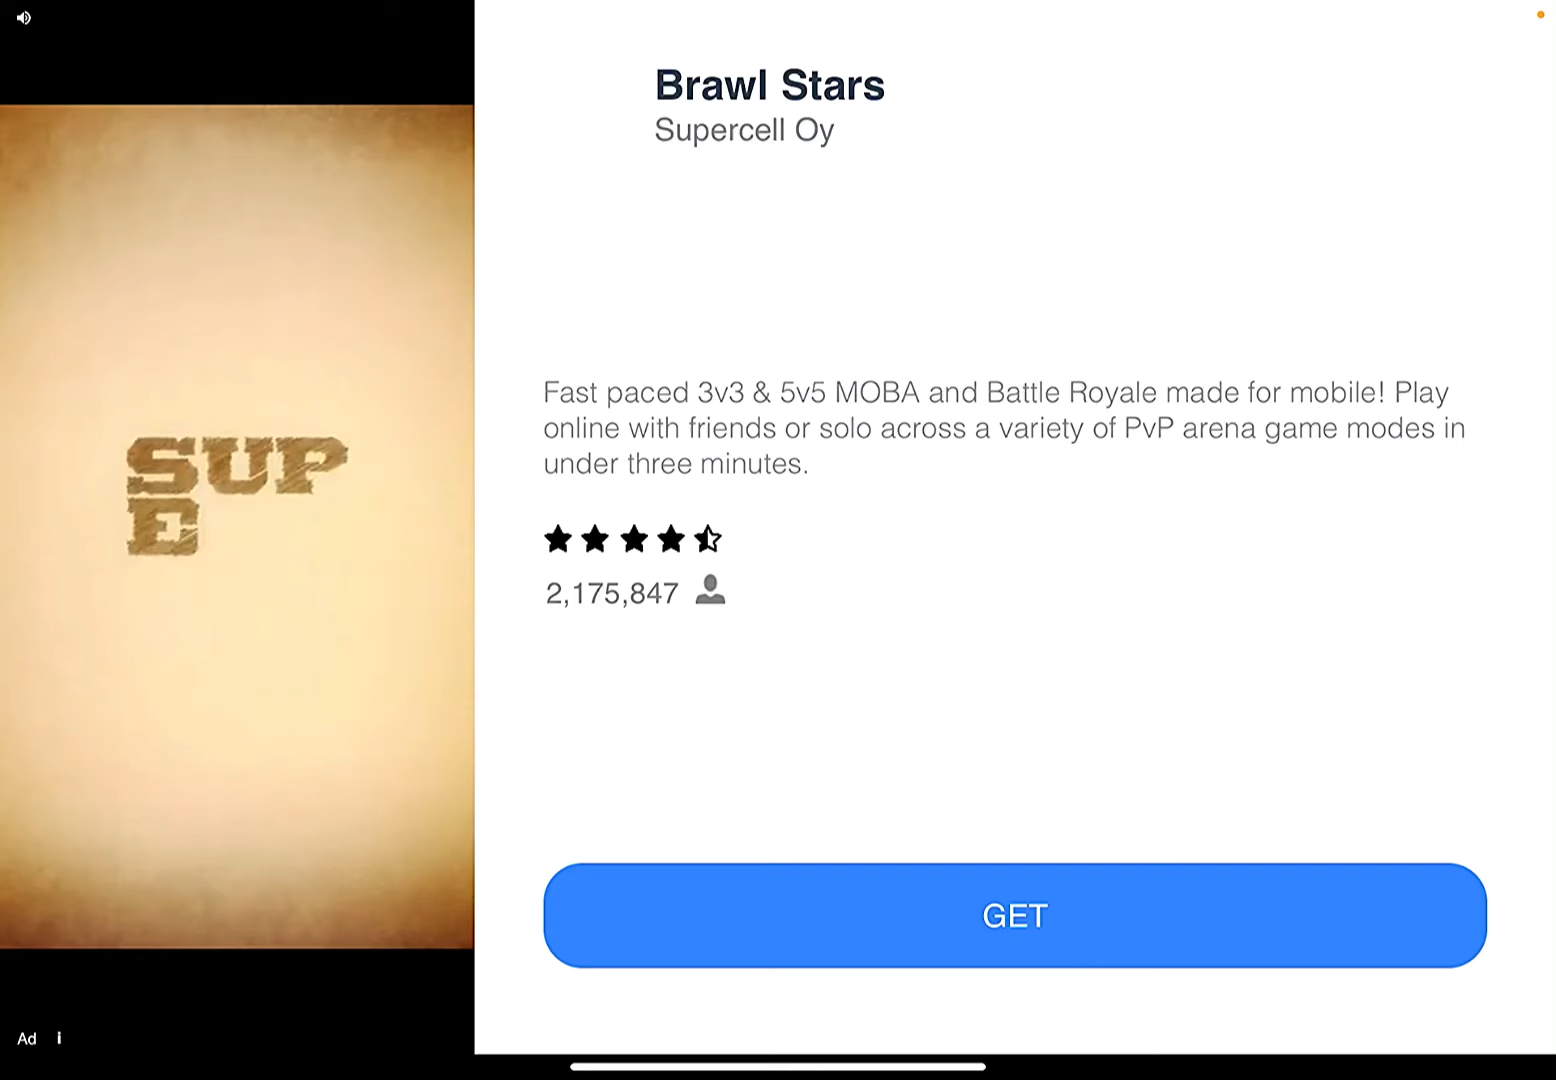 Brawl Stars
Supercell Oy
SUP
E
Fast paced 3v3 & 5v5 MOBA and Battle Royale made for mobile! Play
online with friends or solo across a variety of PvP arena game modes in
under three minutes.
2,175,847
GET
Ad i